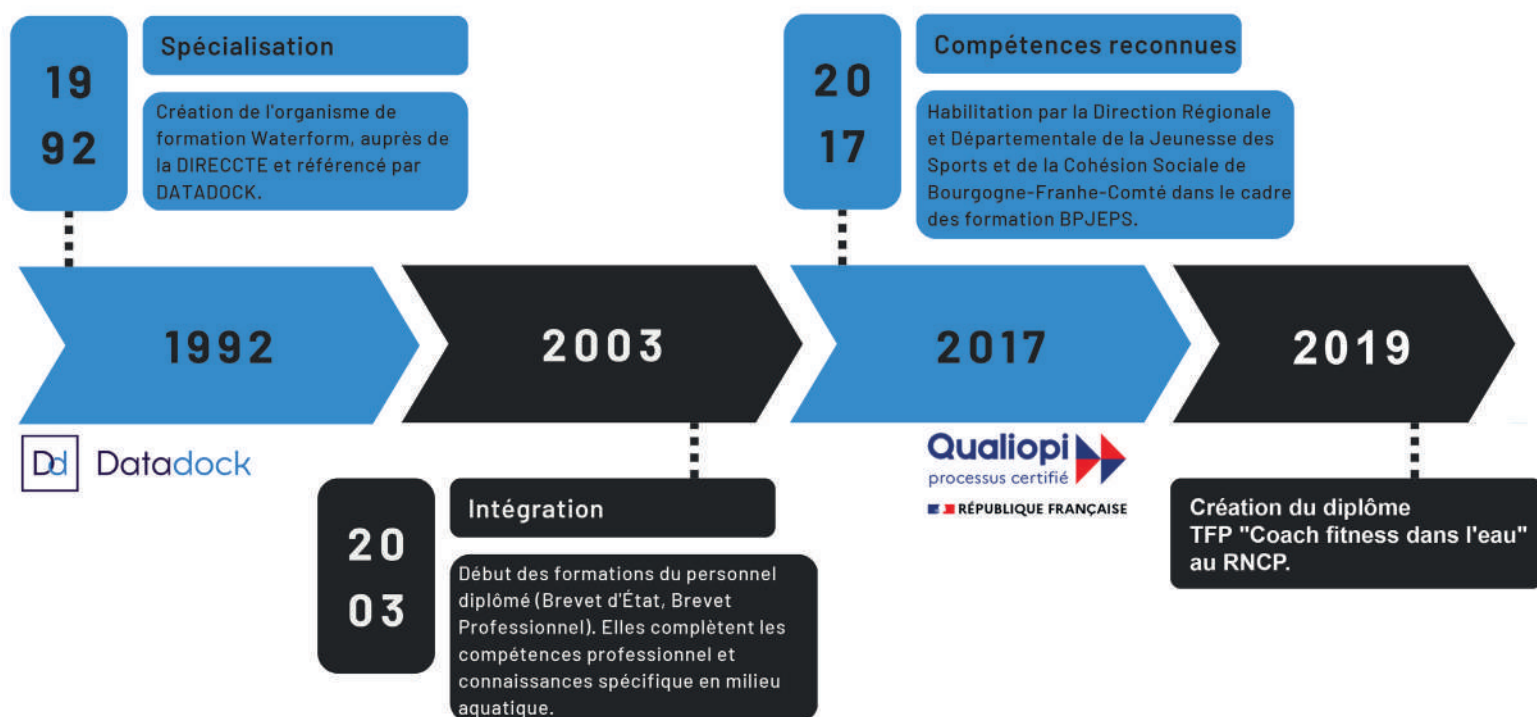 19
92
Spécialisation
Création de l'organisme de
formation Waterform, auprès de
la DIRECCTE et référencé par
DATADOCK.
20
17
Compétences reconnues
Habilitation par la Direction Régionale
et Départementale de la Jeunesse des
Sports et de la Cohésion Sociale de
Bourgogne-Franhe-Comté dans le cadre
des formation BPJEPS.
1992
2003
2017
2019
Dd Datadock
Qualiopi
processus certifié
RÉPUBLIQUE FRANÇAISE
20
03
Intégration
Début des formations du personnel
diplômé (Brevet d'État, Brevet
Professionnel). Elles complètent les
compétences professionnel et
connaissances spécifique en milieu
aquatique.
Création du diplôme
TFP "Coach fitness dans l'eau"
au RNCP.